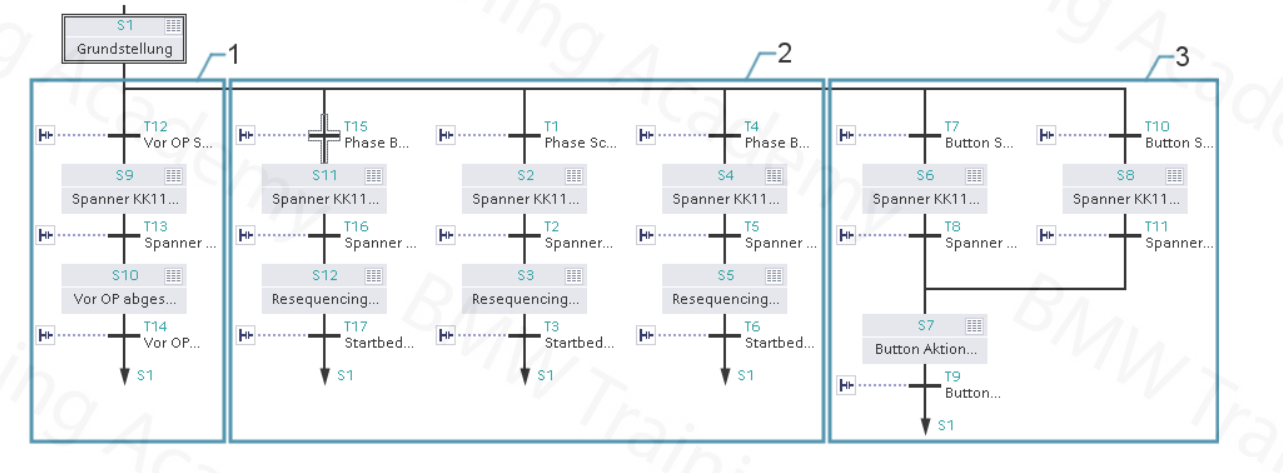 S1
Grundstellung
1
2
3
T12
Vor OP S...
T15
Phase B...
T1
Phase Sc...
T4
Phase B...
T7
Button S...
T10
Button S...
S9
Spanner KK11...
S11
Spanner KK11...
S2
Spanner KK11...
S4
Spanner KK11...
S6
Spanner KK11...
S8
Spanner KK11...
T13
Spanner ...
T16
Spanner ...
T2
Spanner...
T5
Spanner ...
T8
Spanner ...
T11
Spanner...
S10
Vor OP abges...
S12
Resequencing...
S3
Resequencing...
S5
Resequencing...
T14
Vor OP...
T17
Startbed...
T3
Startbed...
T6
Startbed...
S7
Button Aktion...
S1
S1
S1
S1
T9
Button...
S1
BMW Training Academy